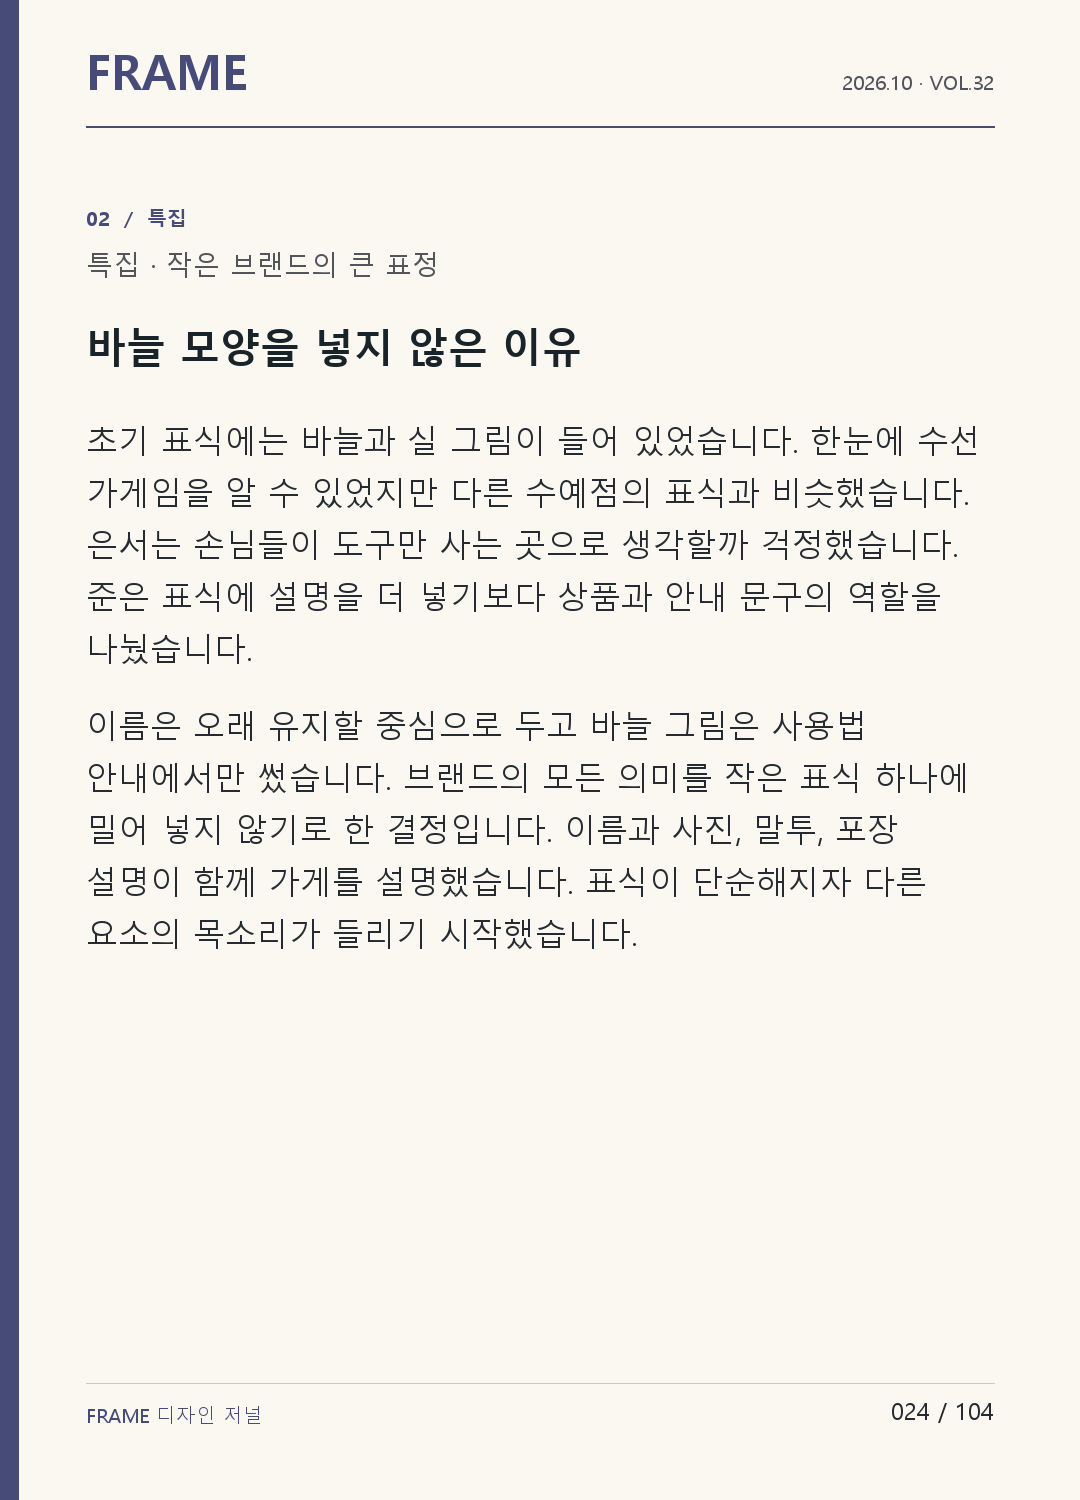 FRAME
2026.10 · VOL.32
02 / 특집
특집 · 작은 브랜드의 큰 표정
바늘 모양을 넣지 않은 이유
초기 표식에는 바늘과 실 그림이 들어 있었습니다. 한눈에 수선
가게임을 알 수 있었지만 다른 수예점의 표식과 비슷했습니다.
은서는 손님들이 도구만 사는 곳으로 생각할까 걱정했습니다.
준은 표식에 설명을 더 넣기보다 상품과 안내 문구의 역할을
나눴습니다.
이름은 오래 유지할 중심으로 두고 바늘 그림은 사용법
안내에서만 썼습니다. 브랜드의 모든 의미를 작은 표식 하나에
밀어 넣지 않기로 한 결정입니다. 이름과 사진, 말투, 포장
설명이 함께 가게를 설명했습니다. 표식이 단순해지자 다른
요소의 목소리가 들리기 시작했습니다.
FRAME 디자인 저널
024 / 104